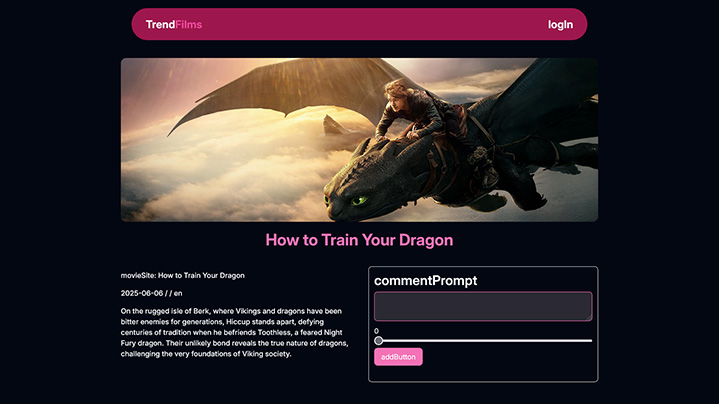 TrendFilms
logIn
How to Train Your Dragon
movieSite: How to Train Your Dragon
2025-06-06 / / en
On the rugged isle of Berk, where Vikings and dragons have been
bitter enemies for generations, Hiccup stands apart, defying
centuries of tradition when he befriends Toothless, a feared Night
Fury dragon. Their unlikely bond reveals the true nature of dragons,
challenging the very foundations of Viking society.
commentPrompt
0
addButton